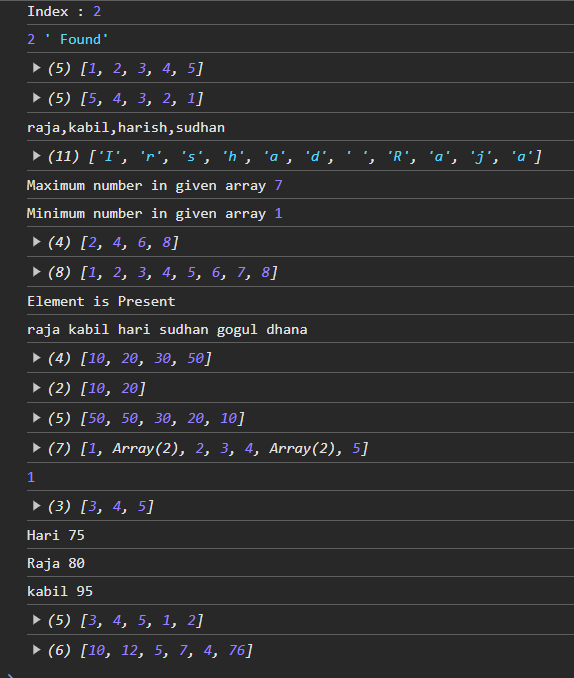 Index : 2
2 ' Found'
(5) [1, 2, 3, 4, 5]
(5) [5, 4, 3, 2, 1]
raja,kabil,harish,sudhan
(11) ['I', 'r', 's', 'h', 'a', 'd', ' ', 'R', 'a', 'j', 'a']
Maximum number in given array 7
Minimum number in given array 1
(4) [2, 4, 6, 8]
(8) [1, 2, 3, 4, 5, 6, 7, 8]
Element is Present
raja kabil hari sudhan gogul dhana
(4) [10, 20, 30, 50]
(2) [10, 20]
(5) [50, 50, 30, 20, 10]
(7) [1, Array(2), 2, 3, 4, Array(2), 5]
1
(3) [3, 4, 5]
Hari 75
Raja 80
kabil 95
(5) [3, 4, 5, 1, 2]
(6) [10, 12, 5, 7, 4, 76]